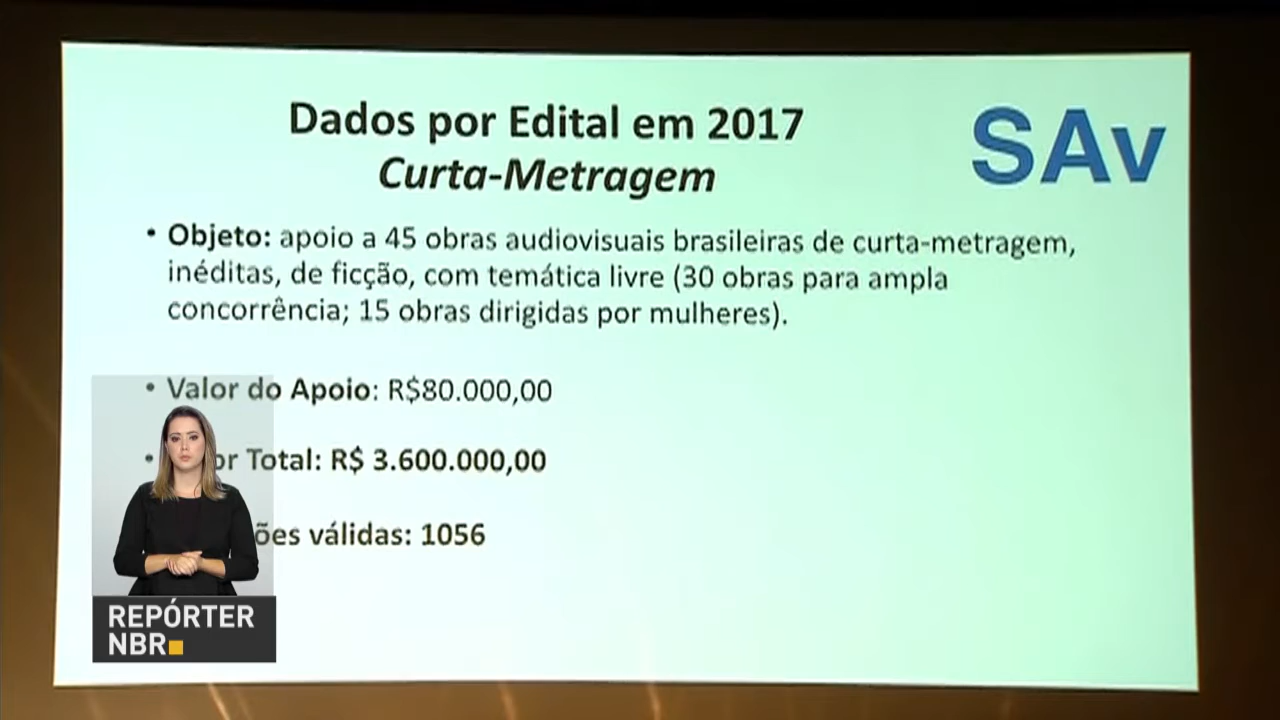 Dados por Edital em 2017
Curta-Metragem
SAv
• Objeto: apoio a 45 obras audiovisuais brasileiras de curta-metragem,
inéditas, de ficção, com temática livre (30 obras para ampla
concorrência; 15 obras dirigidas por mulheres).
• Valor do Apoio: R$80.000,00
• Total: R$ 3.600.000,00
válidas: 1056
REPÓRTER
NBR